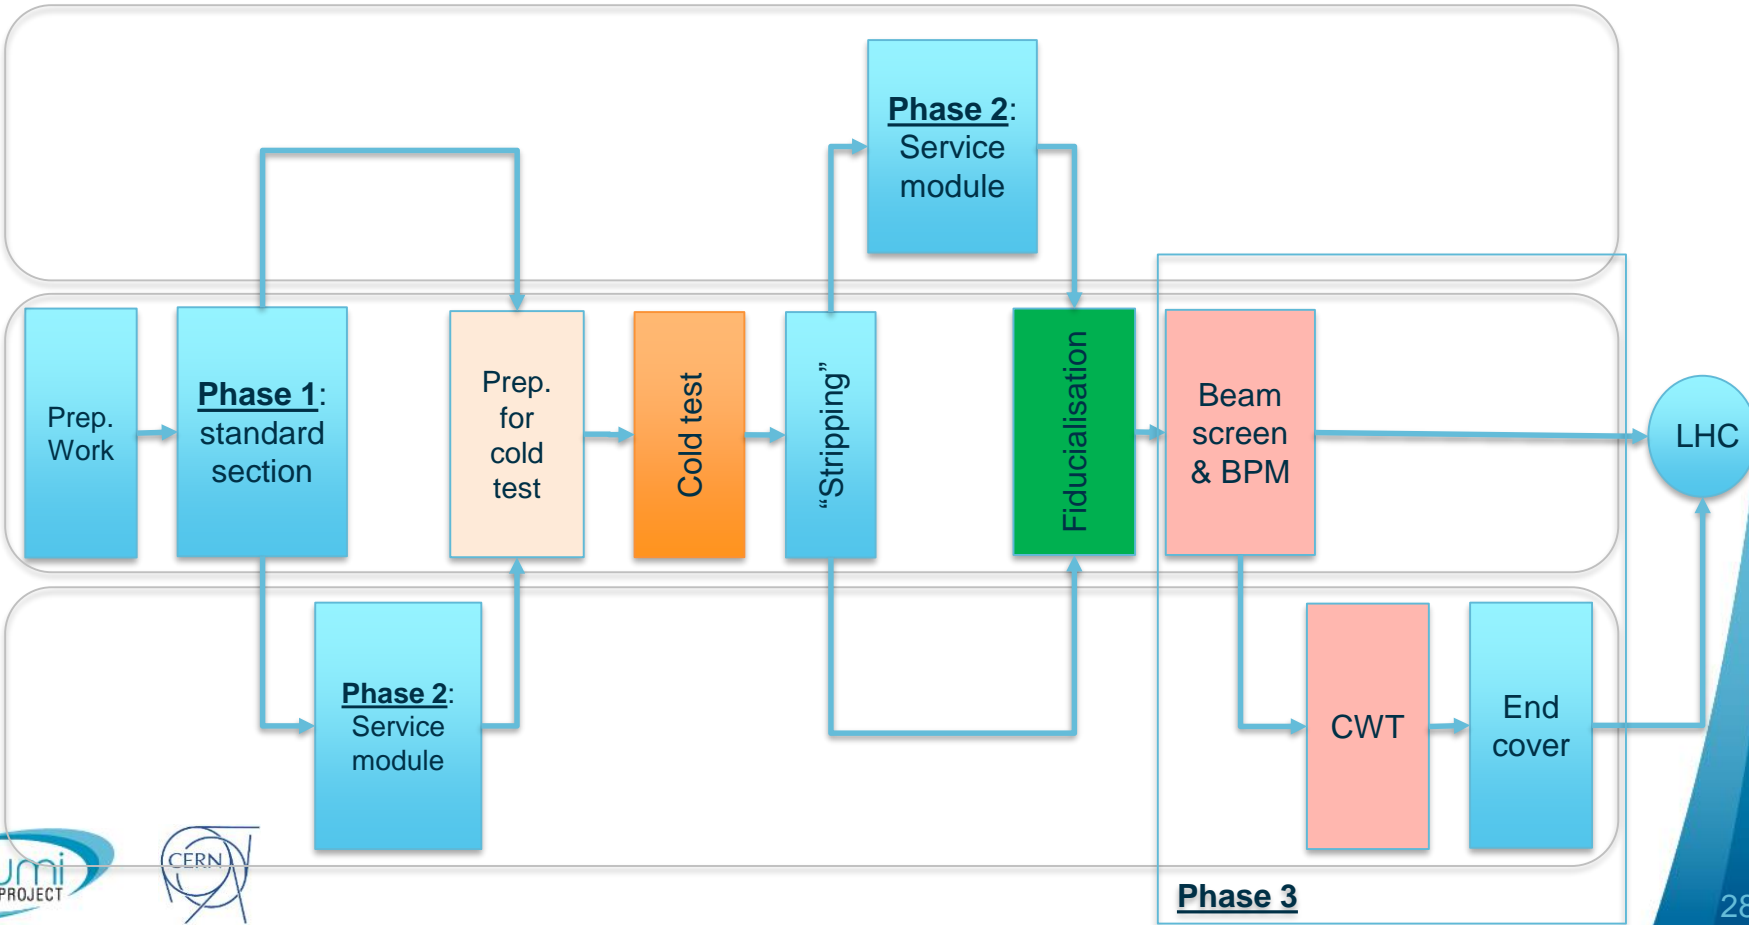 Phase 2:
Service
module
Prep.
Work
Phase 1:
standard
section
Prep.
for
cold
test
Cold test
“Stripping”
Fiducialisation
Beam
screen
& BPM
LHC
Phase 2:
Service
module
CWT
End
cover
Phase 3
umi
PROJECT
CERN
28